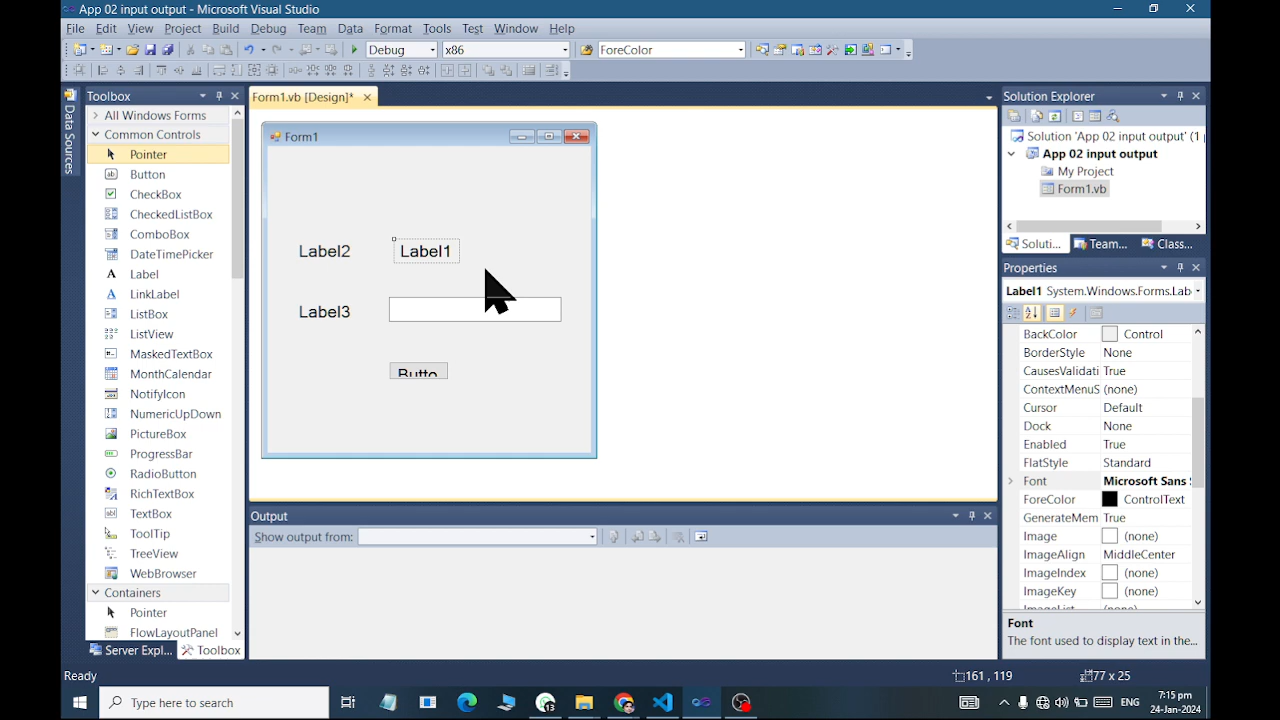 App 02 input output - Microsoft Visual Studio
File Edit View Project Build Debug Team Data Format Tools Test Window Help
Debug x86 ForeColor
Data Sources
Toolbox
All Windows Forms
Common Controls
Pointer
Button
CheckBox
CheckedListBox
ComboBox
DateTimePicker
Label
LinkLabel
ListBox
ListView
MaskedTextBox
MonthCalendar
NotifyIcon
NumericUpDown
PictureBox
ProgressBar
RadioButton
RichTextBox
TextBox
ToolTip
TreeView
WebBrowser
Containers
Pointer
FlowLayoutPanel
Server Expl... Toolbox
Form1.vb [Design]*
Form1
Label2 Label1
Label3
Butto
Output
Show output from:
Solution Explorer
Solution 'App 02 input output' (1
App 02 input output
My Project
Form1.vb
Soluti... Team... Class...
Properties
Label1 System.Windows.Forms.Lab
BackColor Control
BorderStyle None
CausesValidati True
ContextMenuS (none)
Cursor Default
Dock None
Enabled True
FlatStyle Standard
Font Microsoft Sans
ForeColor ControlText
GenerateMem True
Image (none)
ImageAlign MiddleCenter
ImageIndex (none)
ImageKey (none)
Font
The font used to display text in the...
Ready 161 , 119 77 x 25
Type here to search
ENG
7:15 pm
24-Jan-2024